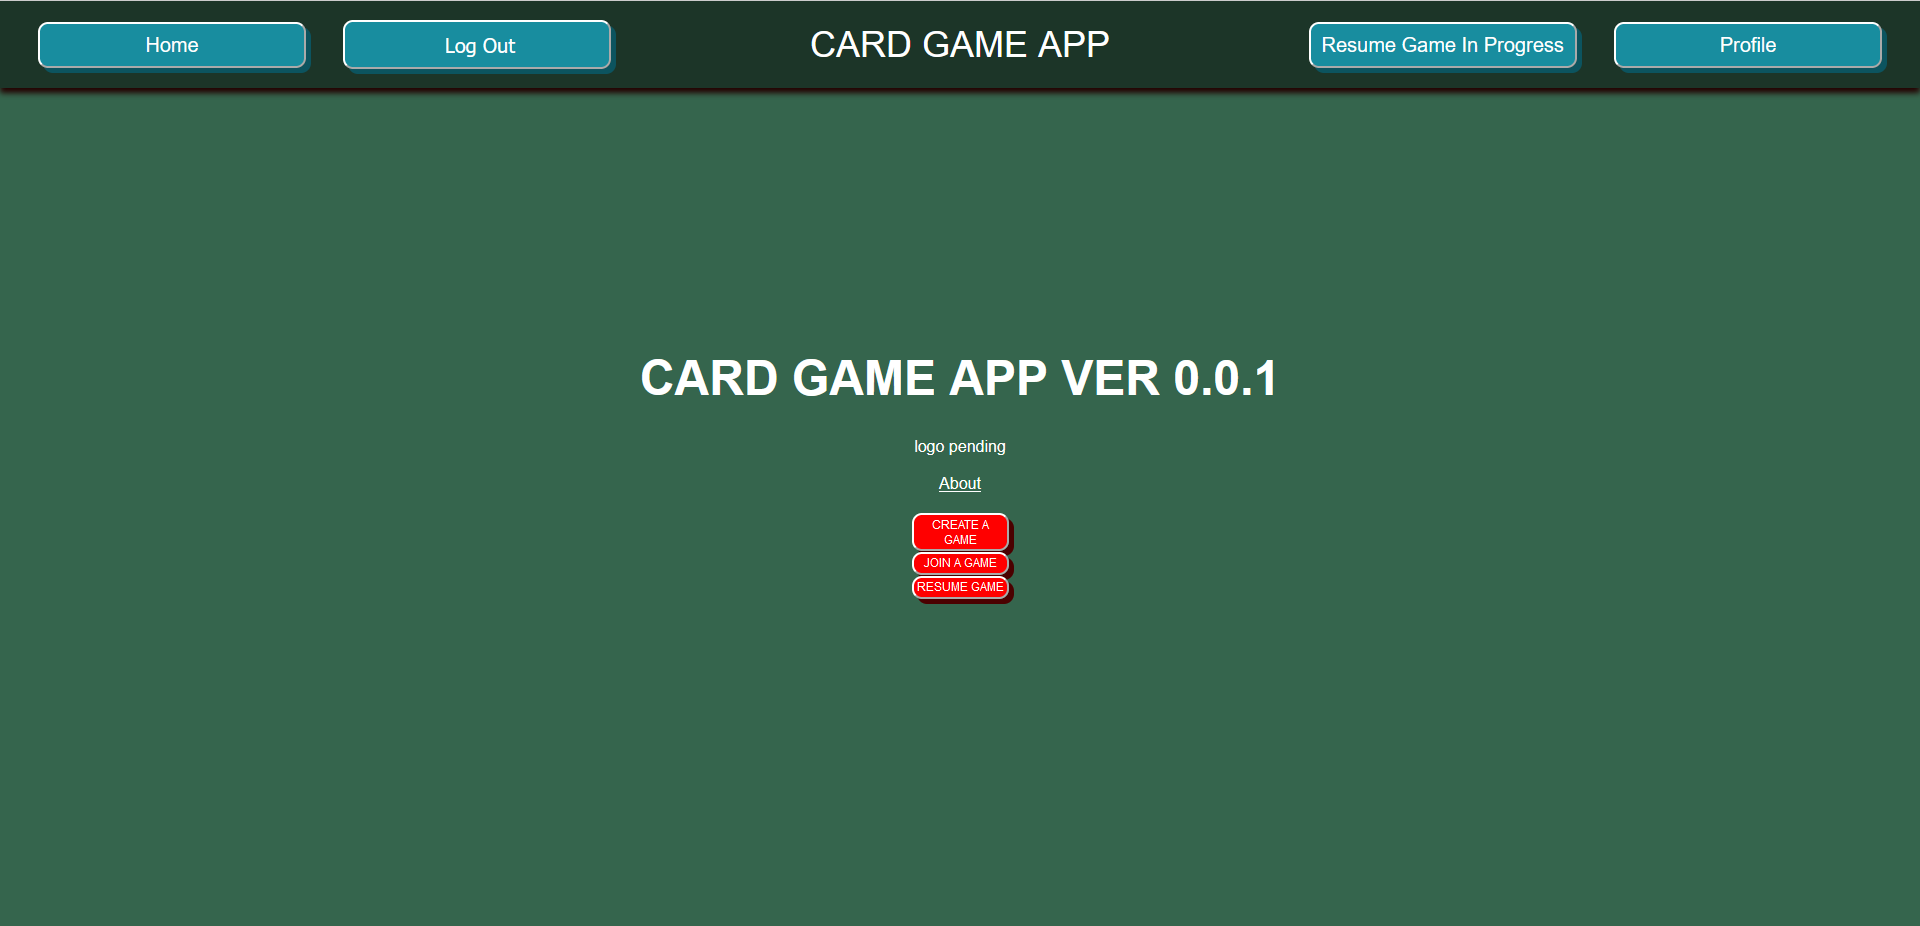 Home
Log Out
CARD GAME APP
Resume Game In Progress
Profile
CARD GAME APP VER 0.0.1
logo pending
About
CREATE A
GAME
JOIN A GAME
RESUME GAME